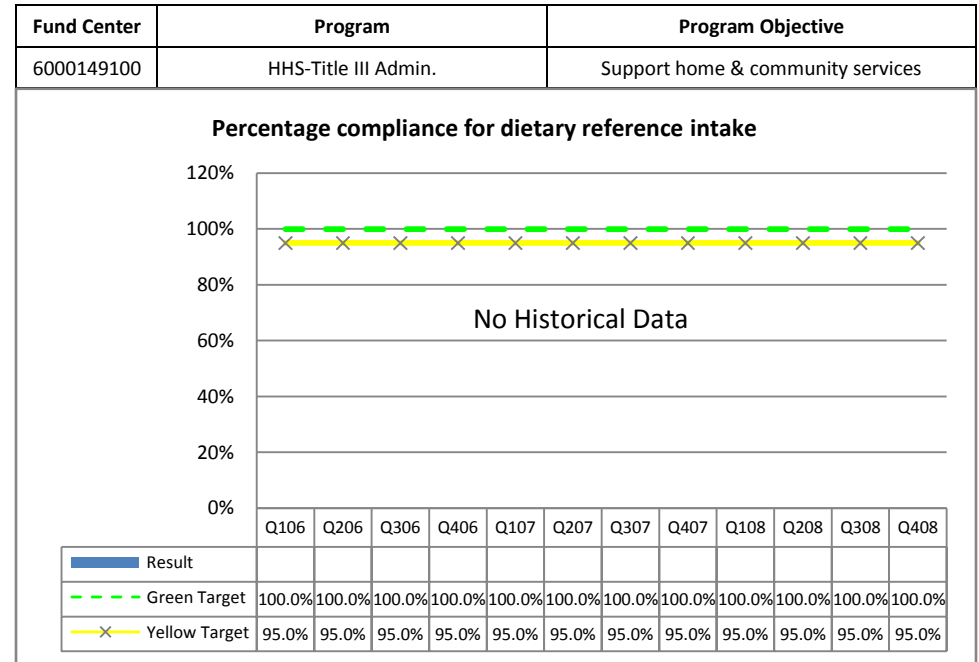 Fund Center Program Program Objective
6000149100 HHS-Title III Admin. Support home & community services
Percentage compliance for dietary reference intake
120%
100%
80%
No Historical Data
60%
40%
20%
0%
Q106 Q206 Q306 Q406 Q107 Q207 Q307 Q407 Q108 Q208 Q308 Q408
Result
Green Target 100.0% 100.0% 100.0% 100.0% 100.0% 100.0% 100.0% 100.0% 100.0% 100.0% 100.0% 100.0%
Yellow Target 95.0% 95.0% 95.0% 95.0% 95.0% 95.0% 95.0% 95.0% 95.0% 95.0% 95.0% 95.0%